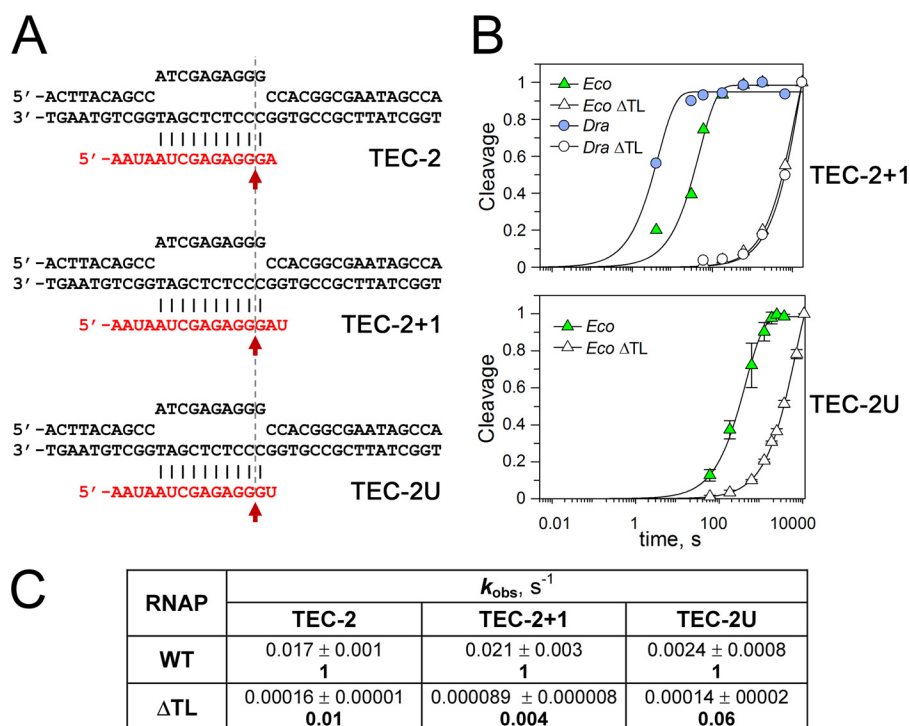 A
ATCGAGAGGG
5′-ACTTACAGCC CCACGGCGAATAGCCA
3′-TGAATGTCGGTAGCTCTCCCGGTGCCGCTTATCGGT
5′-AAUAAUCGAGAGGGA
TEC-2
ATCGAGAGGG
5′-ACTTACAGCC CCACGGCGAATAGCCA
3′-TGAATGTCGGTAGCTCTCCCGGTGCCGCTTATCGGT
5′-AAUAAUCGAGAGGGAU
TEC-2+1
ATCGAGAGGG
5′-ACTTACAGCC CCACGGCGAATAGCCA
3′-TGAATGTCGGTAGCTCTCCCGGTGCCGCTTATCGGT
5′-AAUAAUCGAGAGGGU
TEC-2U
B
Cleavage
1
0.8
0.6
0.4
0.2
0
Eco
Eco ΔTL
Dra
Dra ΔTL
TEC-2+1
Cleavage
1
0.8
0.6
0.4
0.2
0
Eco
Eco ΔTL
TEC-2U
0.01 1 100 10000
time, s
C
RNAP kobs, s-1
TEC-2 TEC-2+1 TEC-2U
WT 0.017 ± 0.001 0.021 ± 0.003 0.0024 ± 0.0008
1 1 1
ΔTL 0.00016 ± 0.00001 0.000089 ± 0.000008 0.00014 ± 00002
0.01 0.004 0.06